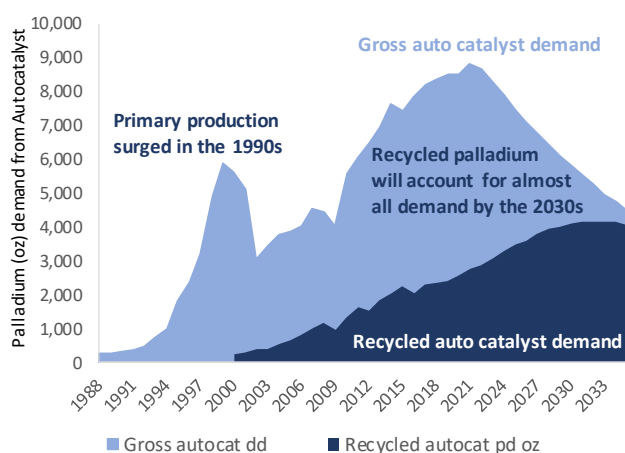 Palladium (oz) demand from Autocatalyst
10,000
9,000
8,000
7,000
6,000
5,000
4,000
3,000
2,000
1,000
0
Gross auto catalyst demand
Primary production
surged in the 1990s
Recycled palladium
will account for almost
all demand by the 2030s
Recycled auto catalyst demand
1988
1991
1994
1997
2000
2003
2006
2009
2012
2015
2018
2021
2024
2027
2030
2033
Gross autocat dd
Recycled autocat pd oz